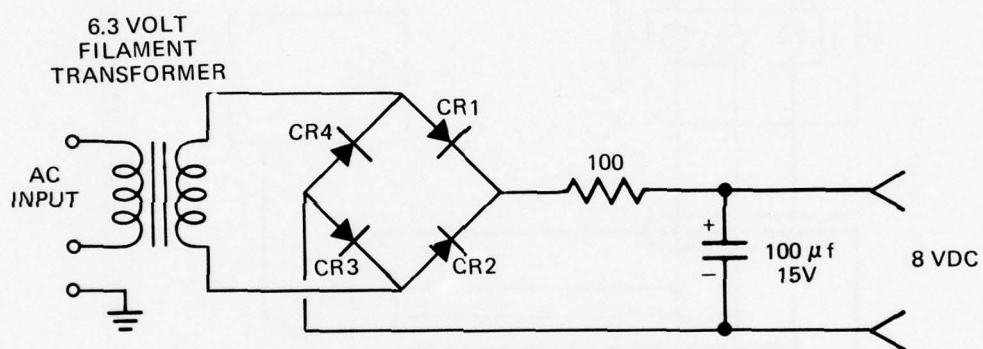 6.3 VOLT
FILAMENT
TRANSFORMER
CR1
CR4
AC
INPUT
100
+
100 μf
15V
−
8 VDC
CR3
CR2